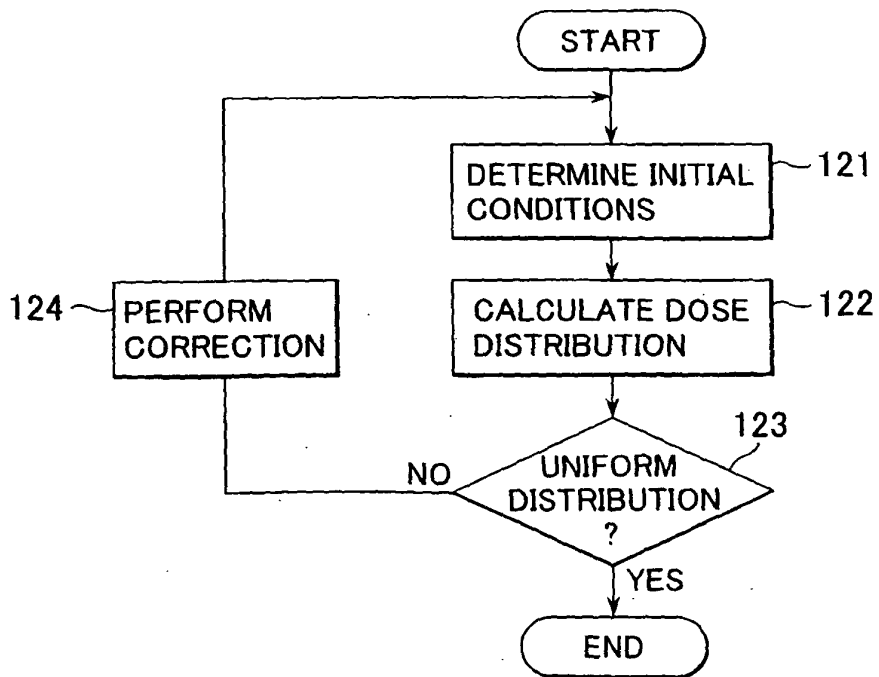 START
DETERMINE INITIAL
CONDITIONS
121
CALCULATE DOSE
DISTRIBUTION
122
124
PERFORM
CORRECTION
123
UNIFORM
DISTRIBUTION
?
NO
YES
END